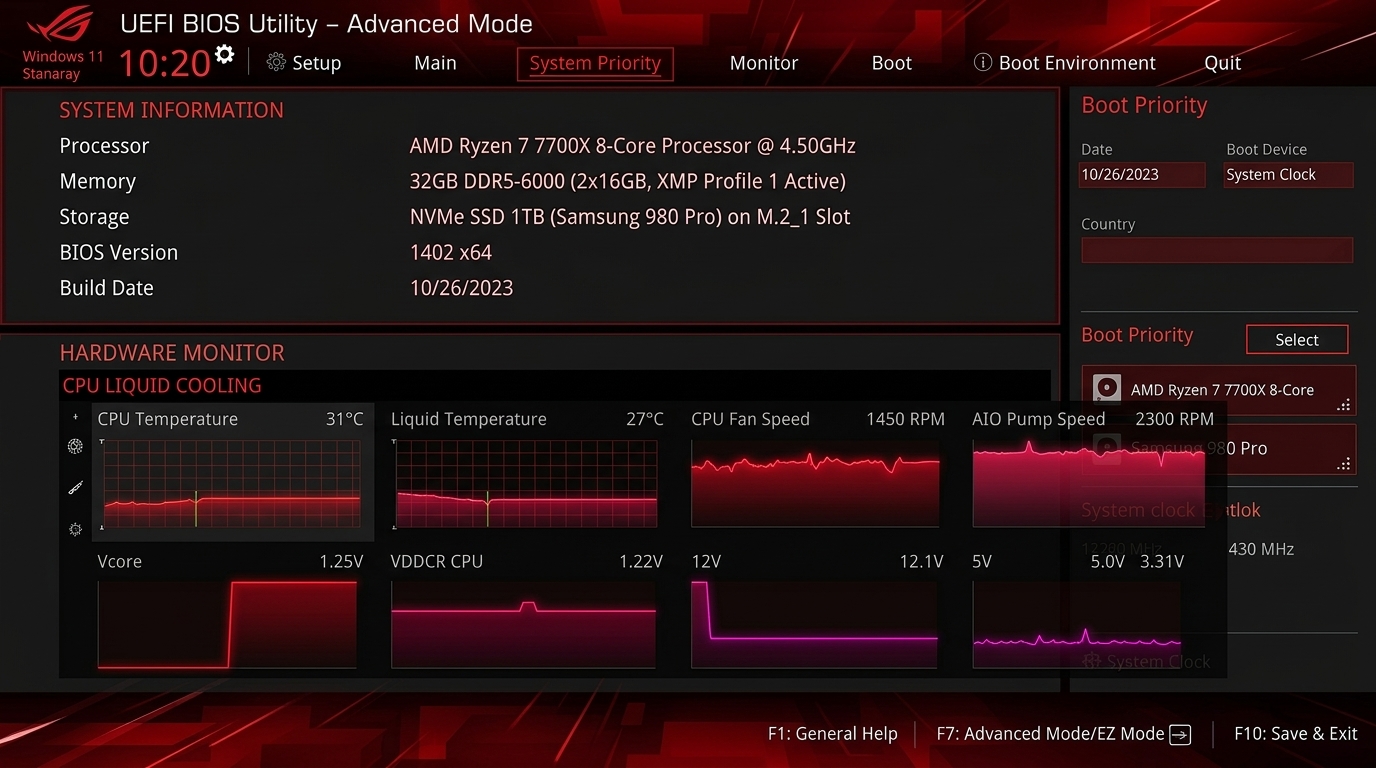 UEFI BIOS Utility – Advanced Mode
Windows 11
Stanaray
10:20
Setup
Main
System Priority
Monitor
Boot
Boot Environment
Quit
SYSTEM INFORMATION
Processor AMD Ryzen 7 7700X 8-Core Processor @ 4.50GHz
Memory 32GB DDR5-6000 (2x16GB, XMP Profile 1 Active)
Storage NVMe SSD 1TB (Samsung 980 Pro) on M.2_1 Slot
BIOS Version 1402 x64
Build Date 10/26/2023
HARDWARE MONITOR
CPU LIQUID COOLING
CPU Temperature 31°C
Liquid Temperature 27°C
CPU Fan Speed 1450 RPM
AIO Pump Speed 2300 RPM
Vcore 1.25V
VDDCR CPU 1.22V
12V 12.1V
5V 5.0V 3.31V
Boot Priority
Date Boot Device
10/26/2023 System Clock
Country
Boot Priority Select
AMD Ryzen 7 7700X 8-Core
Samsung 980 Pro
System clock
430 MHz
System Clock
F1: General Help
F7: Advanced Mode/EZ Mode
F10: Save & Exit